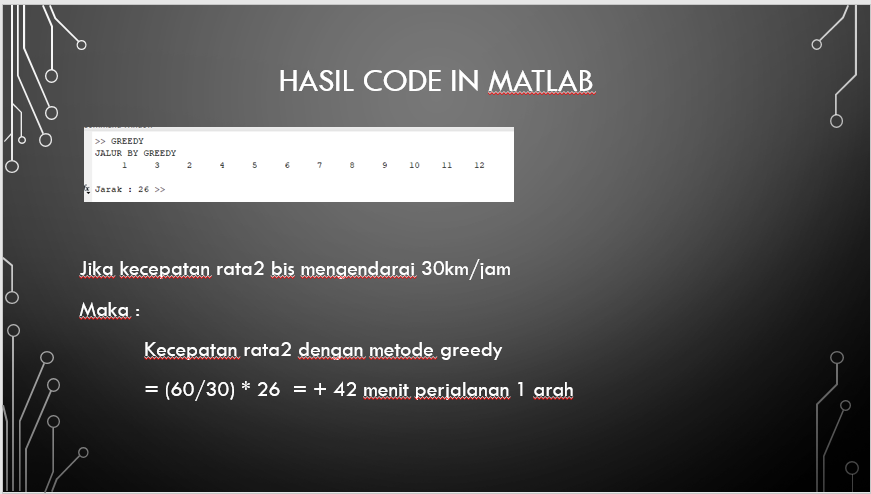 HASIL CODE IN MATLAB
>> GREEDY
JALUR BY GREEDY
1 3 2 4 5 6 7 8 9 10 11 12
Jarak : 26 >>
Jika kecepatan rata2 bis mengendarai 30km/jam
Maka :
Kecepatan rata2 dengan metode greedy
= (60/30) * 26 = + 42 menit perjalanan 1 arah